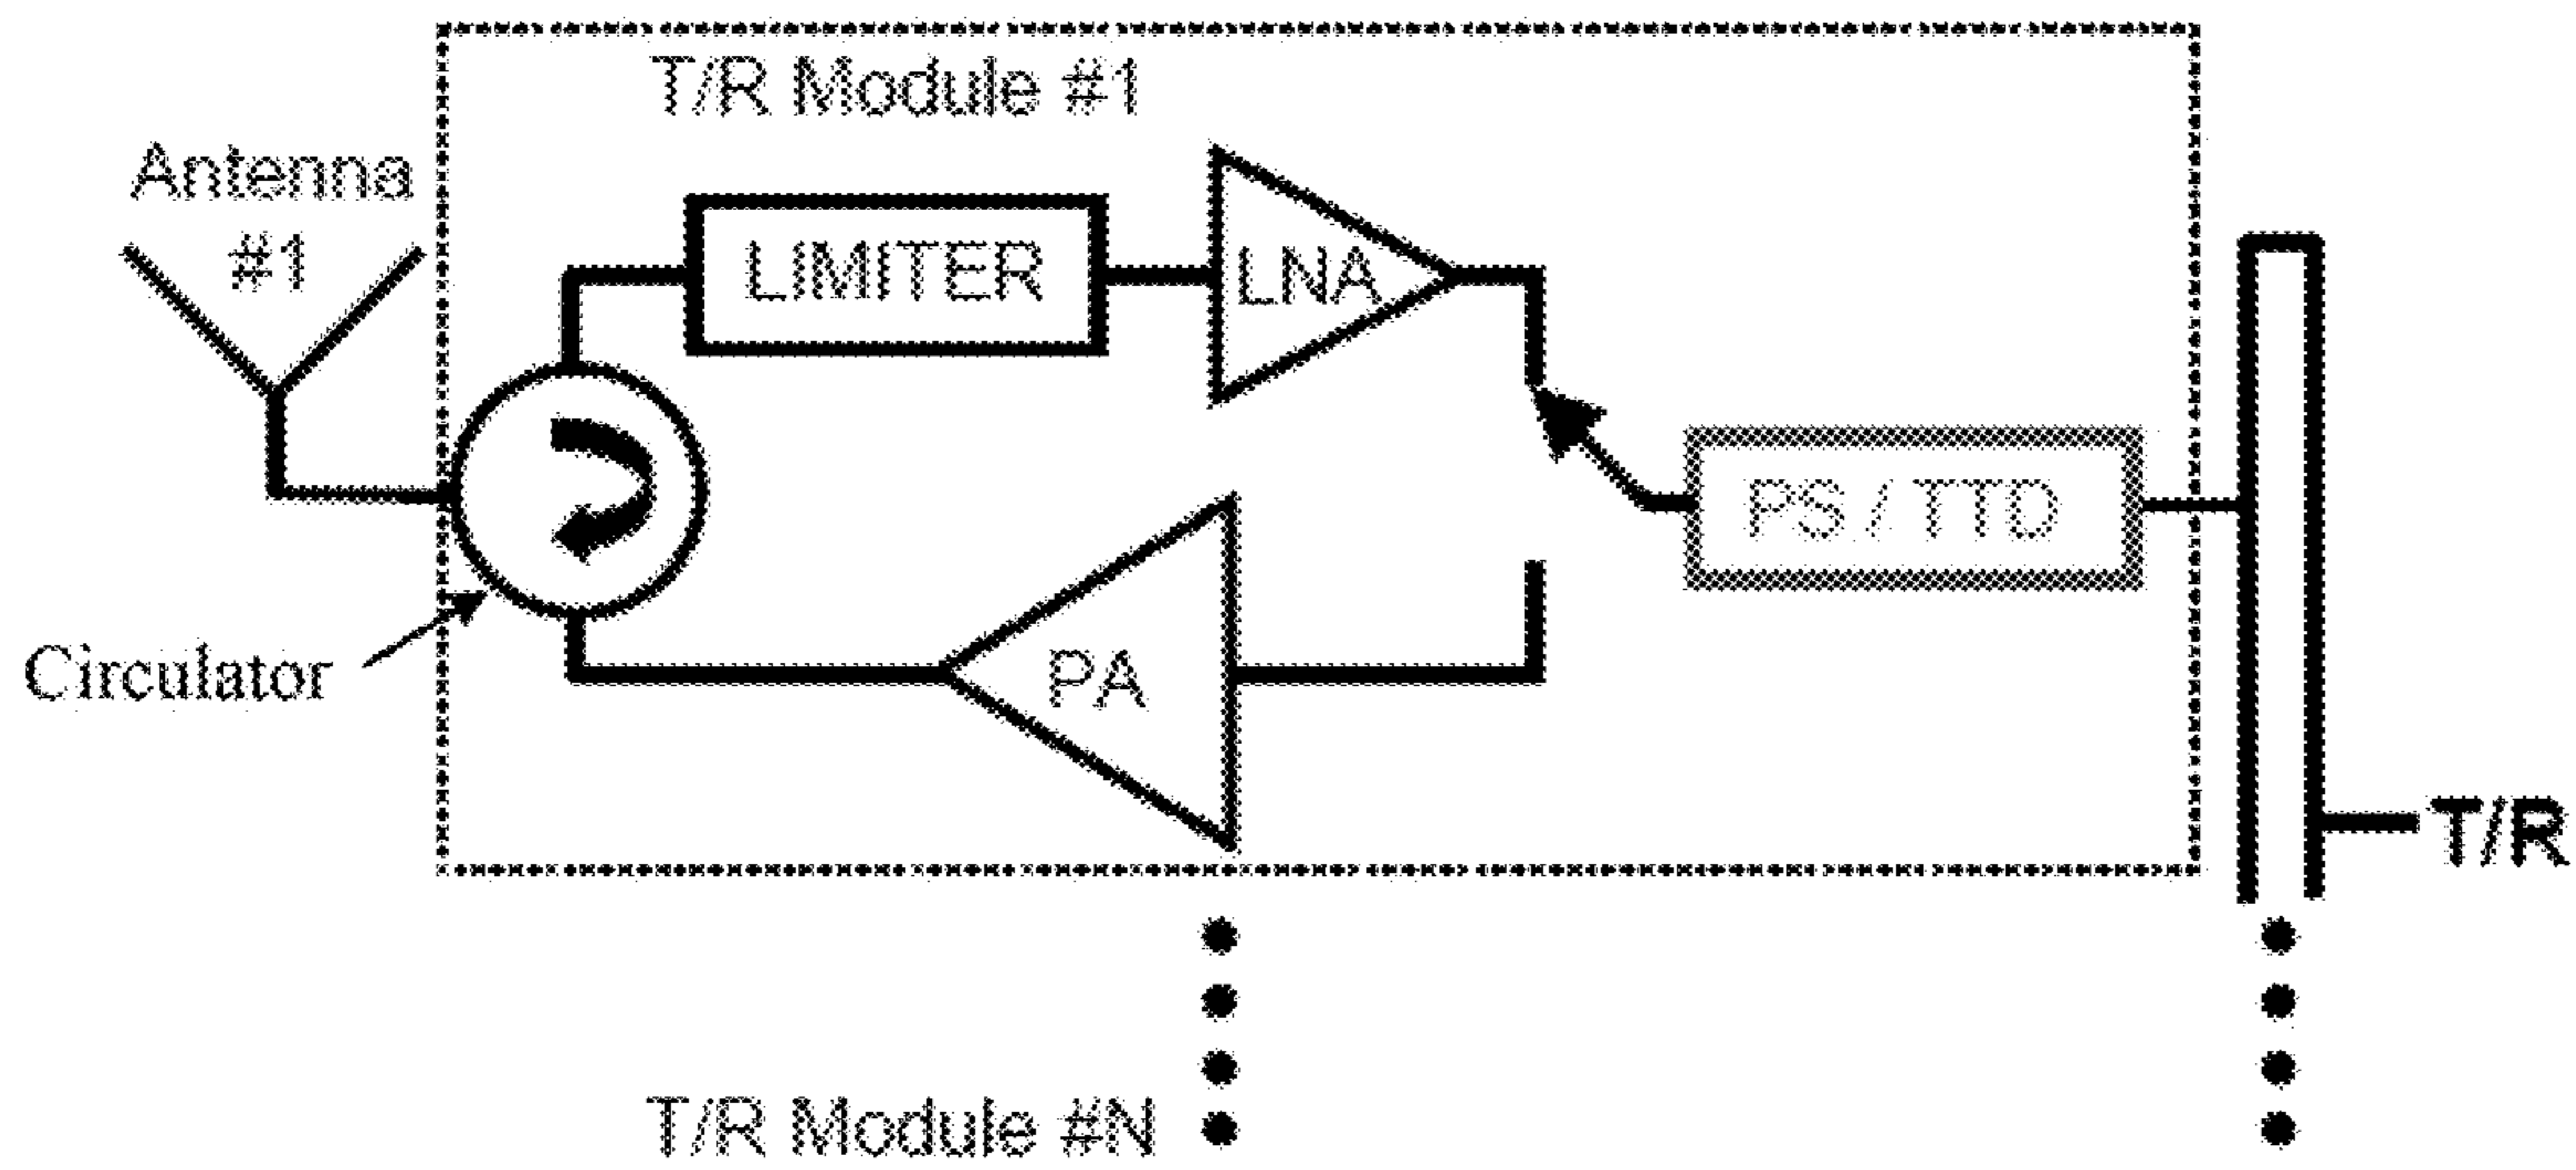 T/R Module #1
Antenna
#1
LIMITER
LNA
PS / TTD
Circulator
PA
T/R
T/R Module #N